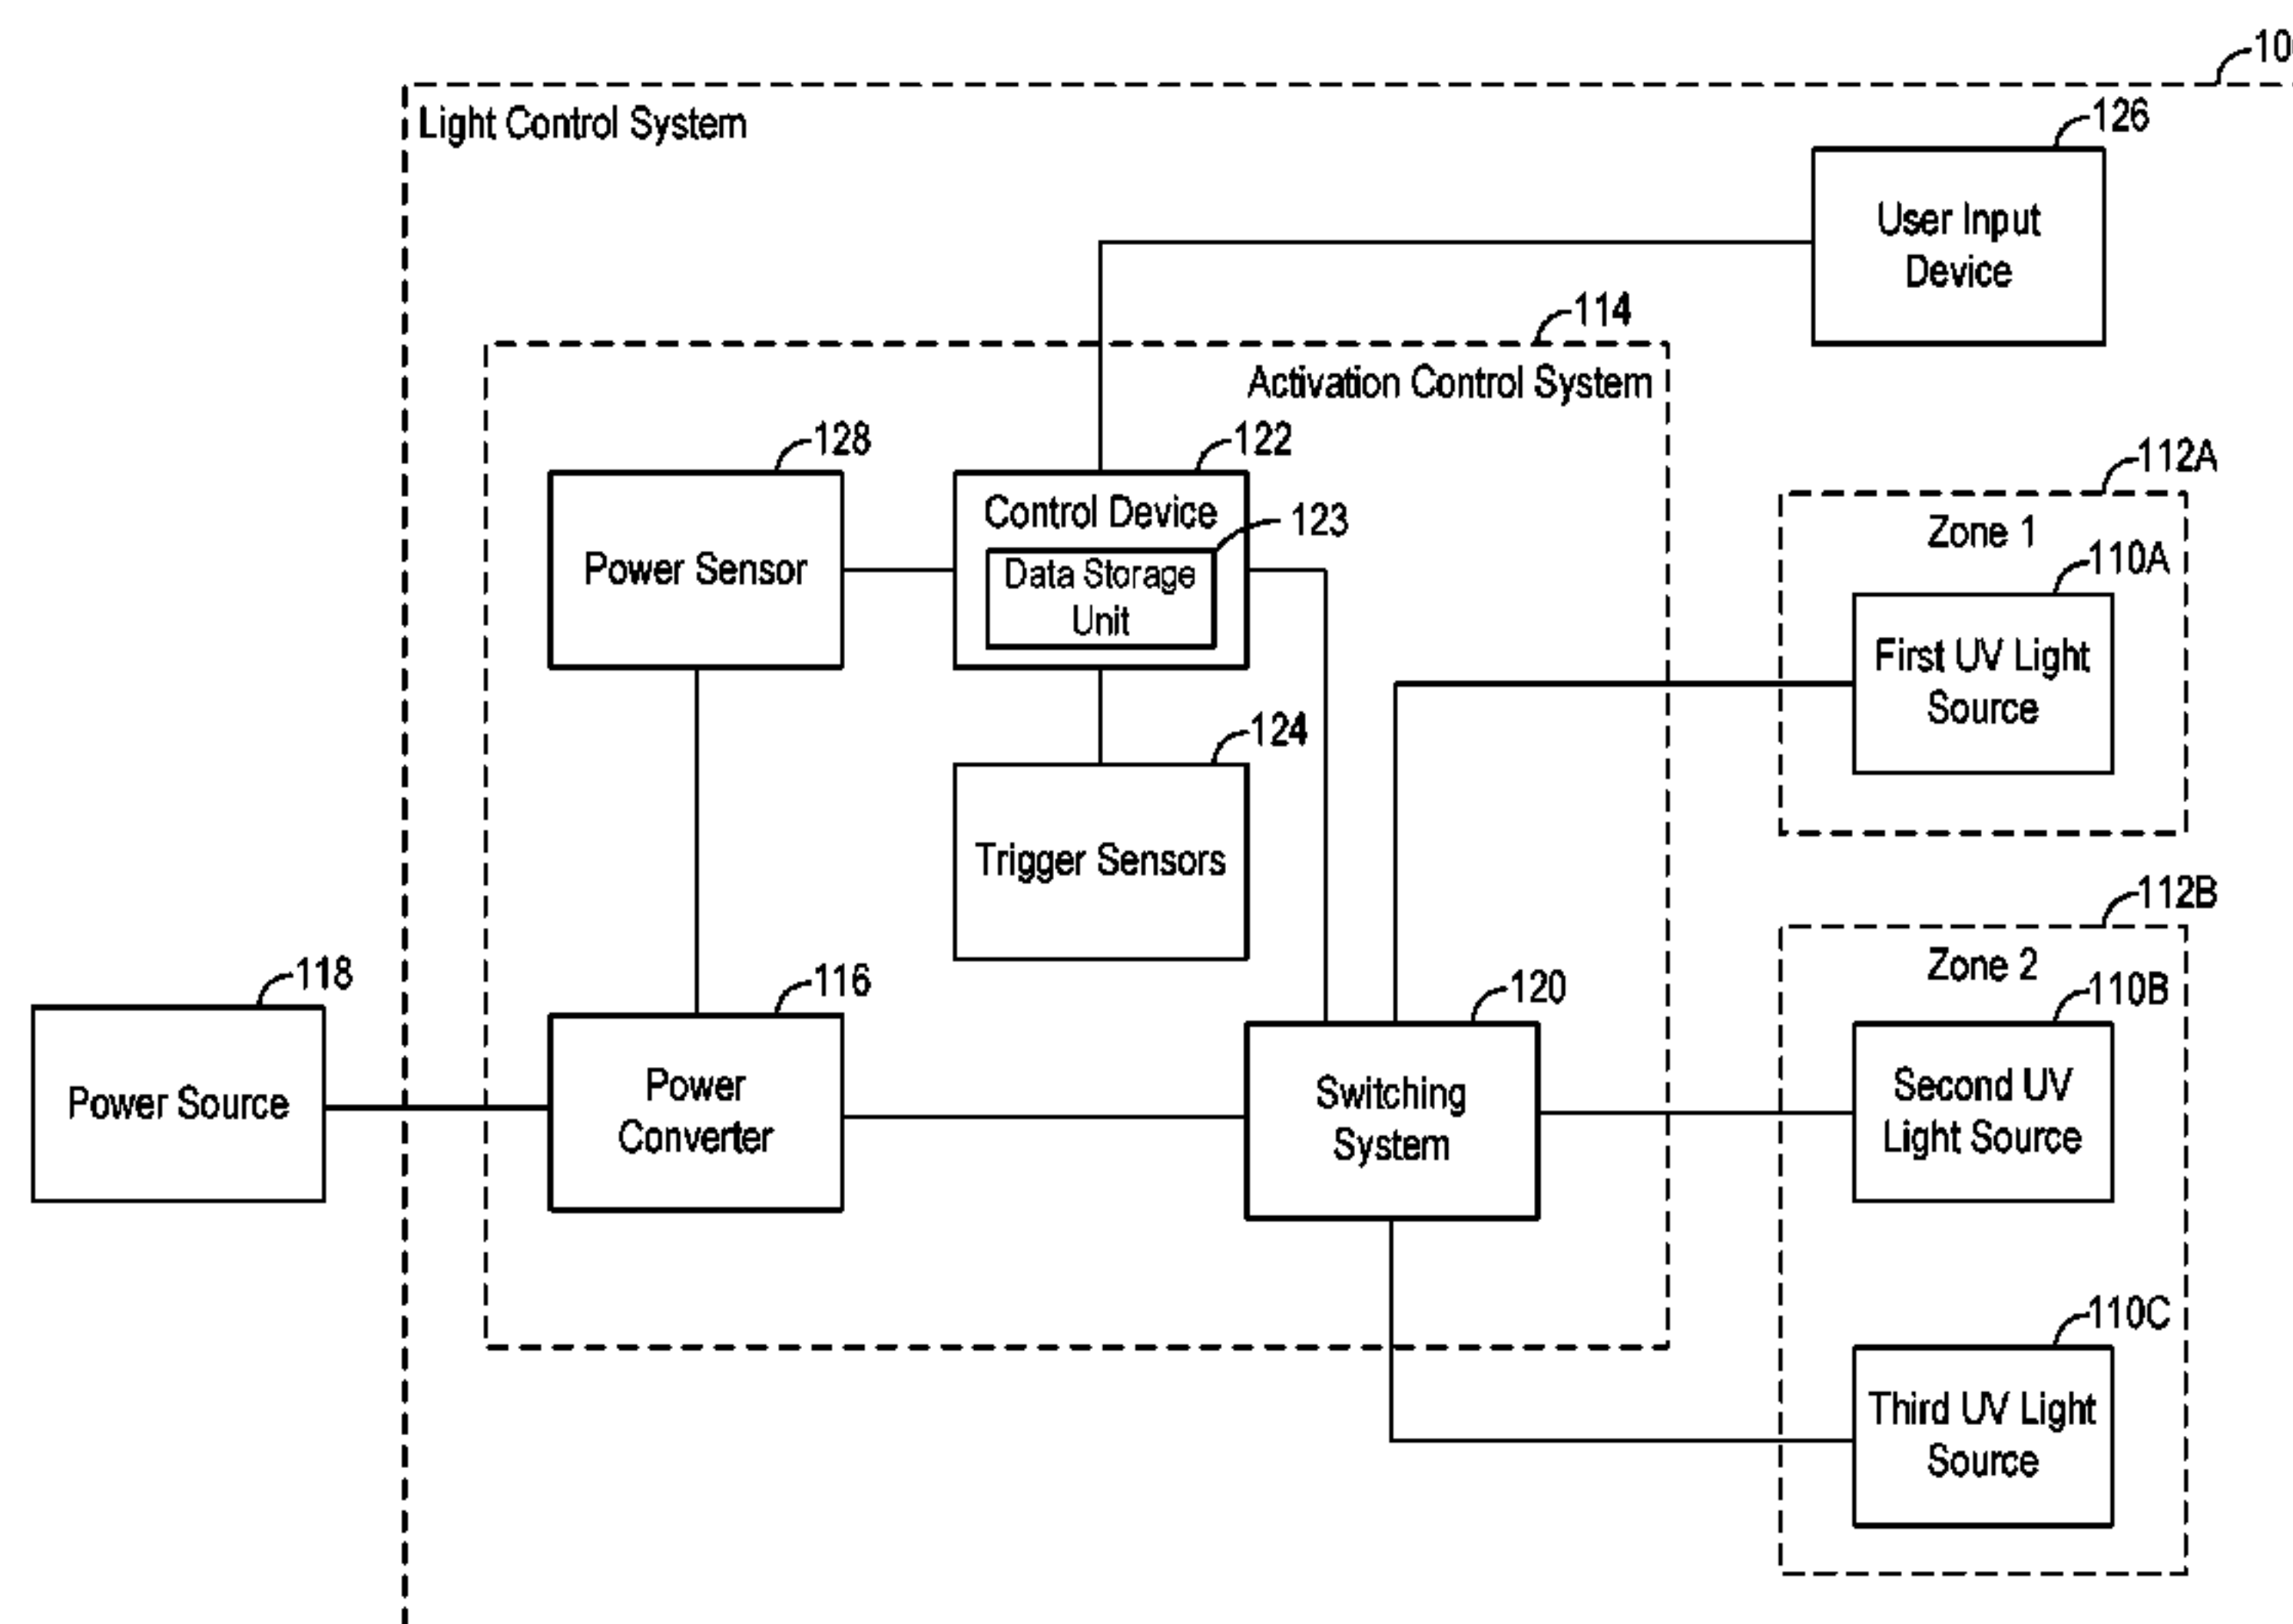 Light Control System
126
User Input
Device
114
Activation Control System
128
Power Sensor
122
Control Device
123
Data Storage
Unit
112A
Zone 1
110A
First UV Light
Source
124
Trigger Sensors
112B
Zone 2
110B
Second UV
Light Source
118
Power Source
116
Power
Converter
120
Switching
System
110C
Third UV Light
Source